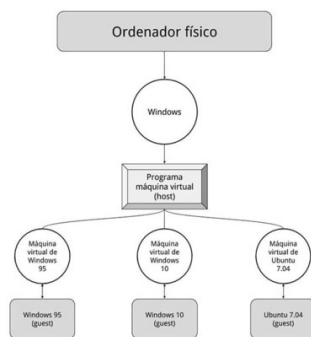 Ordenador físico
Windows
Programa
máquina virtual
(host)
Máquina
virtual de
Windows
95
Máquina
virtual de
Windows
10
Máquina
virtual de
Ubuntu
7.04
Windows 95
(guest)
Windows 10
(guest)
Ubuntu 7.04
(guest)